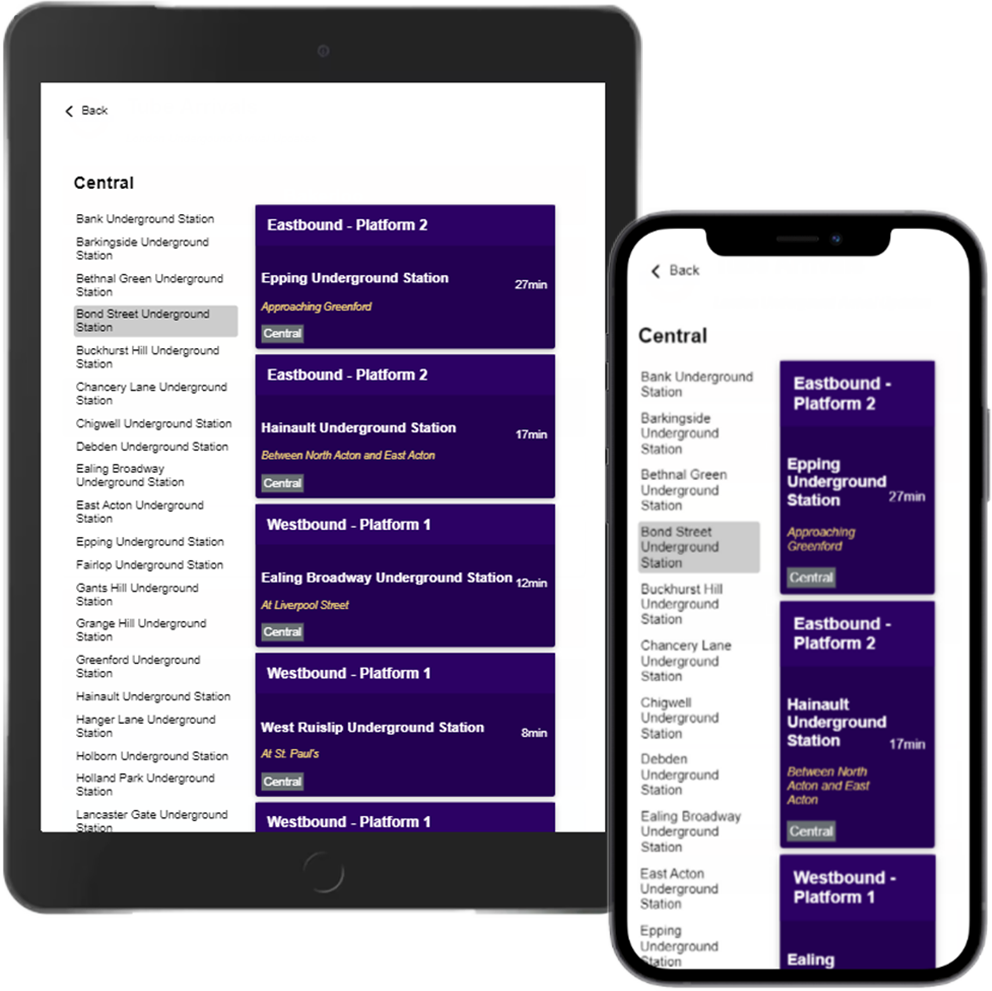 Back
Central
Bank Underground Station
Barkingside Underground
Station
Bethnal Green Underground
Station
Bond Street Underground
Station
Buckhurst Hill Underground
Station
Chancery Lane Underground
Station
Chigwell Underground Station
Debden Underground Station
Ealing Broadway
Underground Station
East Acton Underground
Station
Epping Underground Station
Fairlop Underground Station
Gants Hill Underground
Station
Grange Hill Underground
Station
Greenford Underground
Station
Hainault Underground Station
Hanger Lane Underground
Station
Holborn Underground Station
Holland Park Underground
Station
Lancaster Gate Underground
Station
Eastbound - Platform 2
Epping Underground Station
27min
Approaching Greenford
Central
Eastbound - Platform 2
Hainault Underground Station
17min
Between North Acton and East Acton
Central
Westbound - Platform 1
Ealing Broadway Underground Station
12min
At Liverpool Street
Central
Westbound - Platform 1
West Ruislip Underground Station
8min
At St. Paul's
Central
Westbound - Platform 1
Back
Central
Bank Underground
Station
Barkingside
Underground
Station
Bethnal Green
Underground
Station
Bond Street
Underground
Station
Buckhurst Hill
Underground
Station
Chancery Lane
Underground
Station
Chigwell
Underground
Station
Debden
Underground
Station
Ealing Broadway
Underground
Station
East Acton
Underground
Station
Epping
Underground
Station
Eastbound -
Platform 2
Epping
Underground
Station
27min
Approaching
Greenford
Central
Eastbound -
Platform 2
Hainault
Underground
Station
17min
Between North
Acton and East
Acton
Central
Westbound -
Platform 1
Ealing